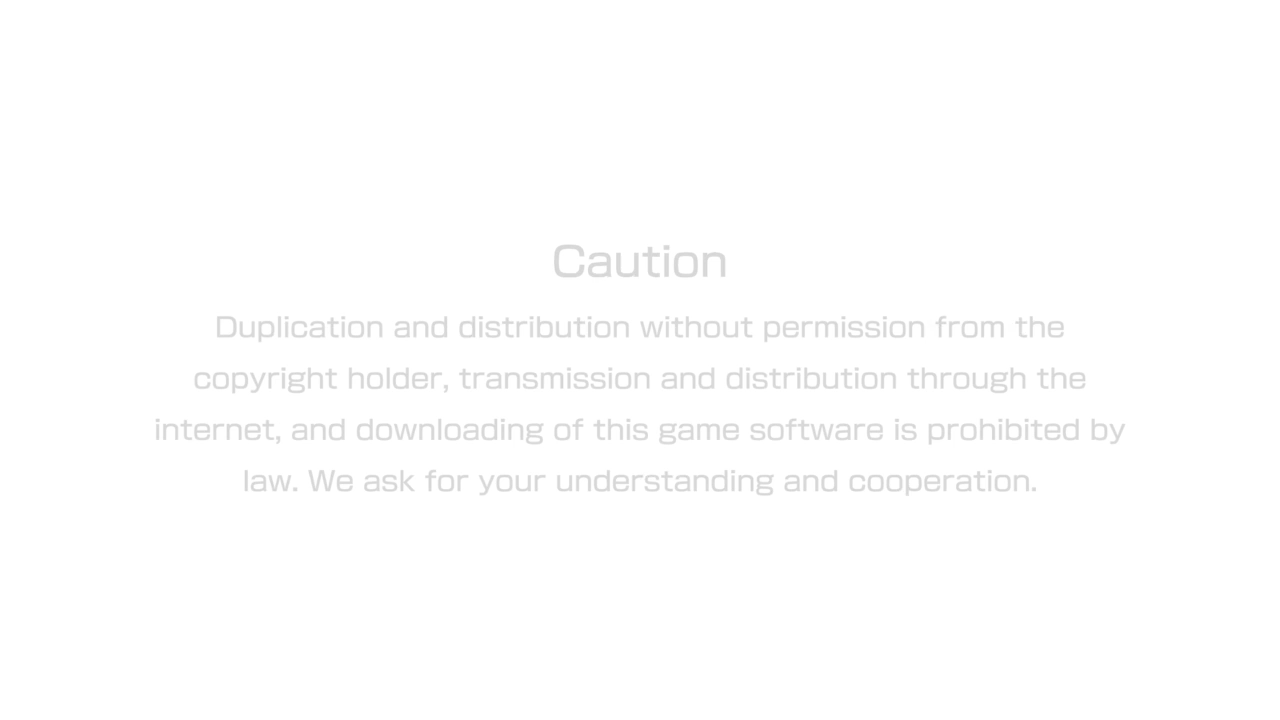 Caution
Duplication and distribution without permission from the
copyright holder, transmission and distribution through the
internet, and downloading of this game software is prohibited by
law. We ask for your understanding and cooperation.